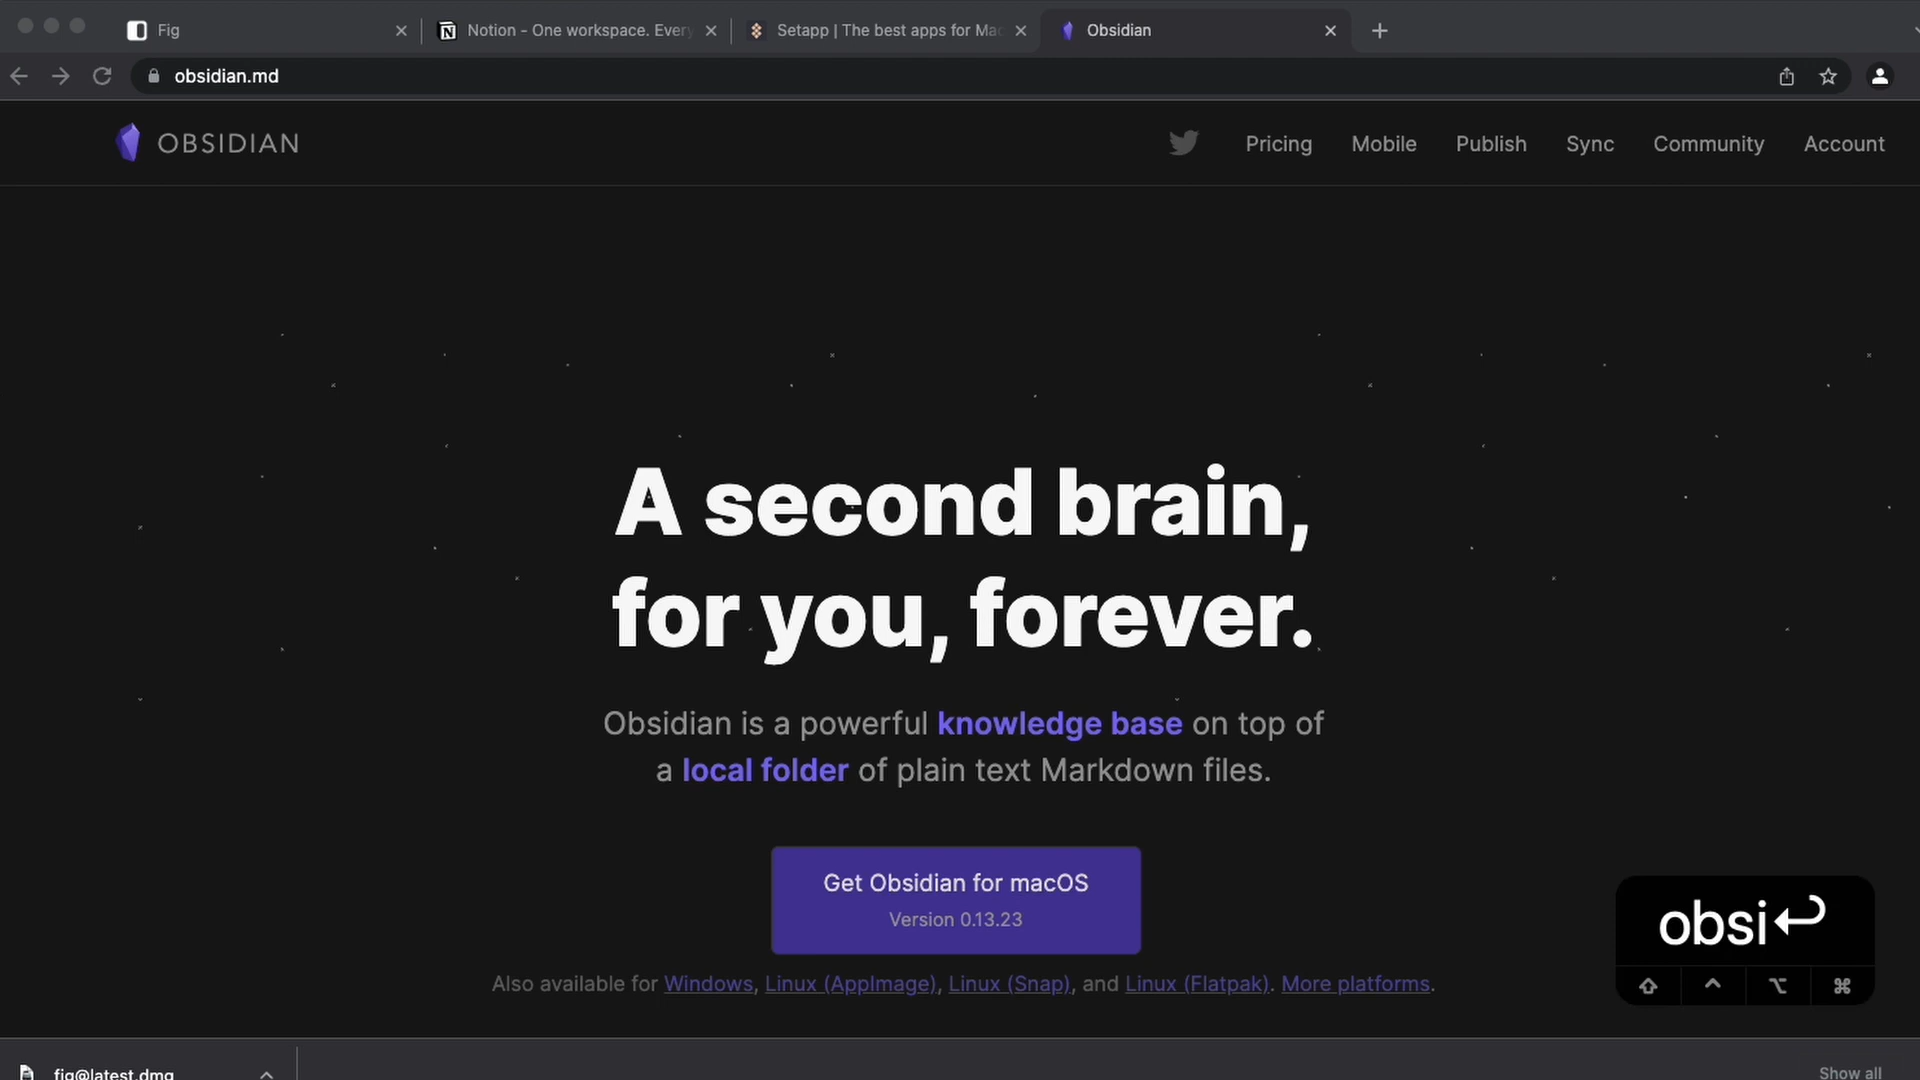 Fig
Notion – One workspace. Every
Setapp | The best apps for Mac
Obsidian
obsidian.md
OBSIDIAN
Pricing
Mobile
Publish
Sync
Community
Account
A second brain,
for you, forever.
Obsidian is a powerful knowledge base on top of
a local folder of plain text Markdown files.
Get Obsidian for macOS
Version 0.13.23
Also available for Windows, Linux (AppImage), Linux (Snap), and Linux (Flatpak). More platforms.
obsi
fig@latest.dmg
Show all